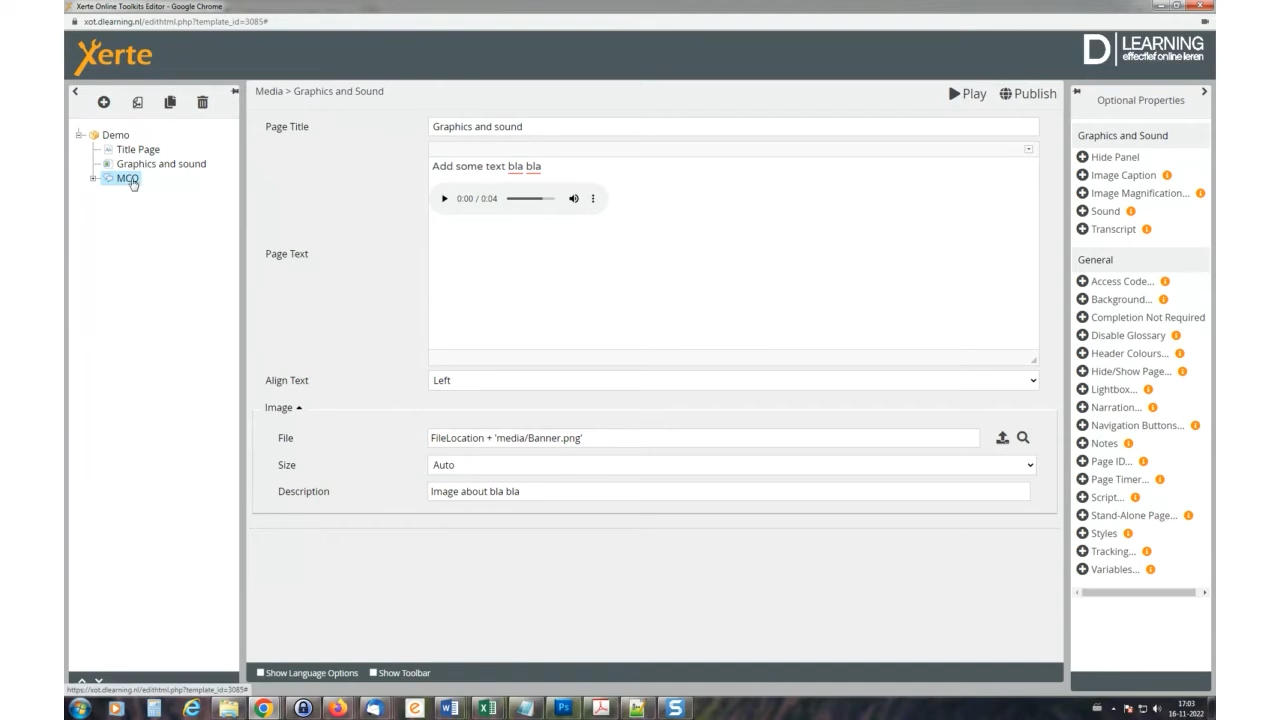 Xerte Online Toolkits Editor - Google Chrome
xot.dlearning.nl/edithtml.php?template_id=3085#
Xerte
D LEARNING
effectief online leren
Demo
Title Page
Graphics and sound
MCQ
Media > Graphics and Sound
Play
Publish
Page Title
Graphics and sound
Add some text bla bla
0:00 / 0:04
Page Text
Align Text
Left
Image
File
FileLocation + 'media/Banner.png'
Size
Auto
Description
Image about bla bla
Show Language Options
Show Toolbar
Optional Properties
Graphics and Sound
Hide Panel
Image Caption
Image Magnification...
Sound
Transcript
General
Access Code...
Background...
Completion Not Required
Disable Glossary
Header Colours...
Hide/Show Page...
Lightbox...
Narration...
Navigation Buttons...
Notes
Page ID...
Page Timer...
Script...
Stand-Alone Page...
Styles
Tracking...
Variables...
https://xot.dlearning.nl/edithtml.php?template_id=3085#
17:03
16-11-2022